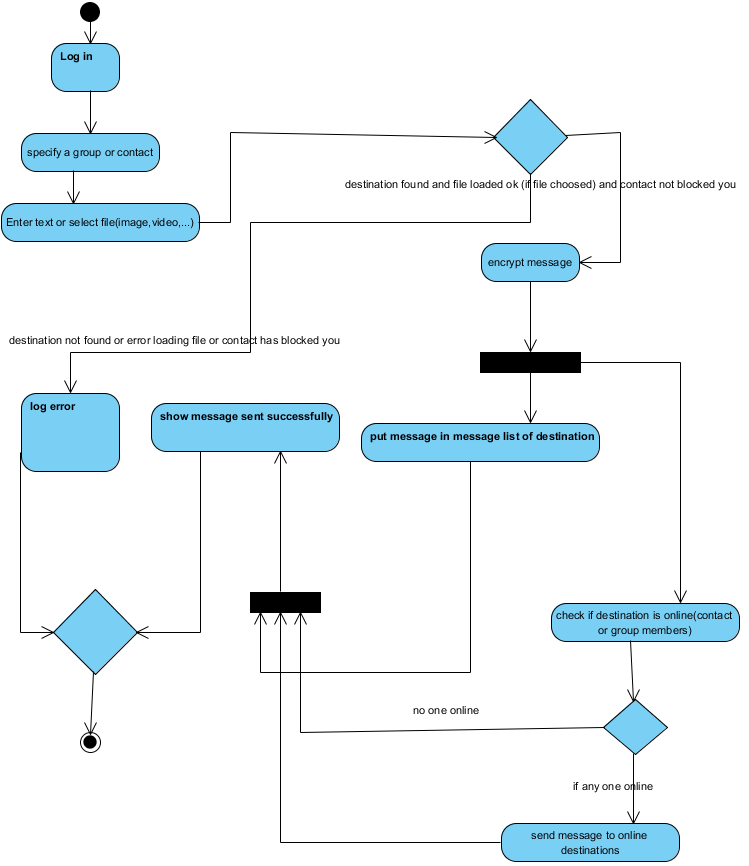 Log in
specify a group or contact
Enter text or select file(image,video,...)
destination found and file loaded ok (if file choosed) and contact not blocked you
encrypt message
destination not found or error loading file or contact has blocked you
log error
show message sent successfully
put message in message list of destination
check if destination is online(contact
or group members)
no one online
if any one online
send message to online
destinations